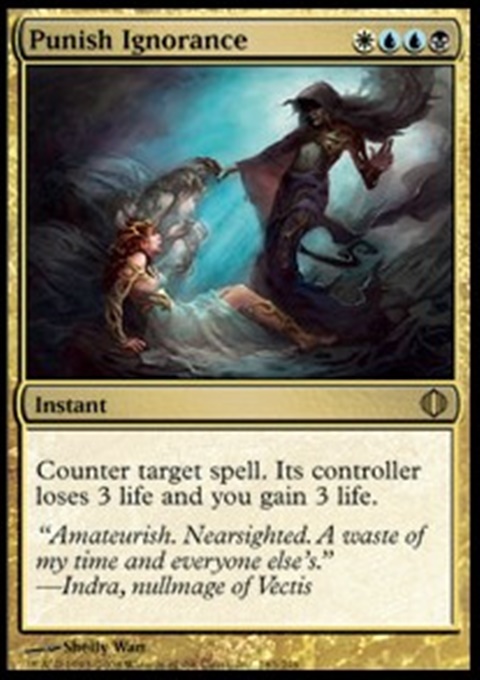 Punish Ignorance
Instant
Counter target spell. Its controller
loses 3 life and you gain 3 life.
“Amateurish. Nearsighted. A waste of
my time and everyone else’s.”
—Indra, nullmage of Vectis
Shelly Wan